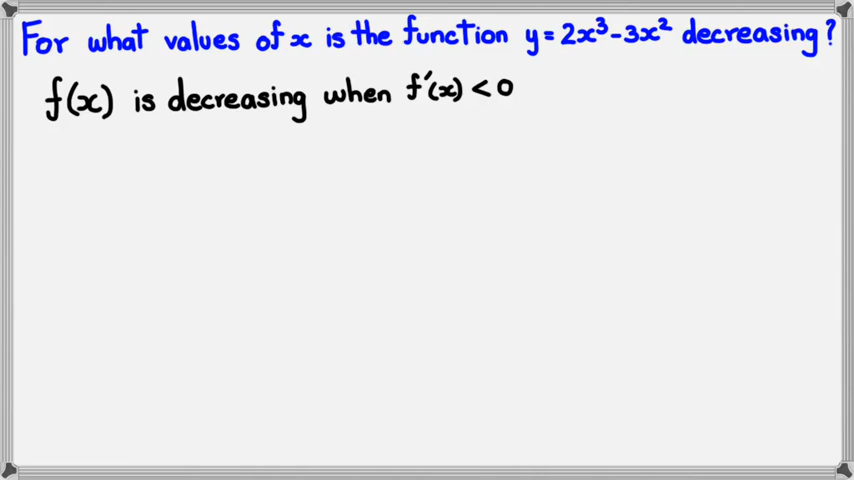 For what values of x is the function y = 2x³ - 3x² decreasing?
f(x) is decreasing when f′(x) < 0